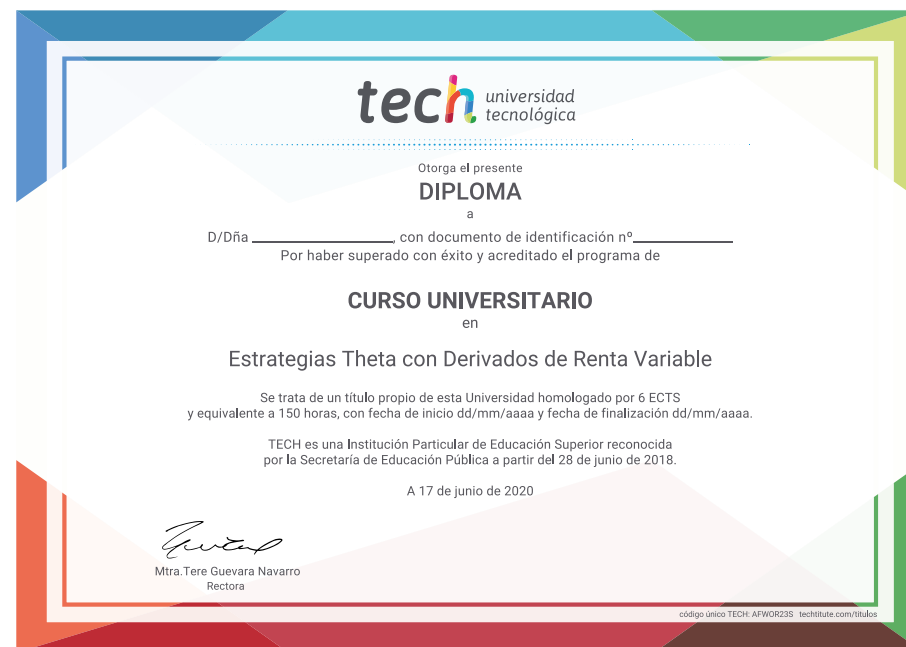 tech universidad
tecnológica
Otorga el presente
DIPLOMA
a
D/Dña ____________________, con documento de identificación nº______________
Por haber superado con éxito y acreditado el programa de
CURSO UNIVERSITARIO
en
Estrategias Theta con Derivados de Renta Variable
Se trata de un título propio de esta Universidad homologado por 6 ECTS
y equivalente a 150 horas, con fecha de inicio dd/mm/aaaa y fecha de finalización dd/mm/aaaa.
TECH es una Institución Particular de Educación Superior reconocida
por la Secretaría de Educación Pública a partir del 28 de junio de 2018.
A 17 de junio de 2020
Mtra.Tere Guevara Navarro
Rectora
código único TECH: AFWOR23S techtitute.com/titulos